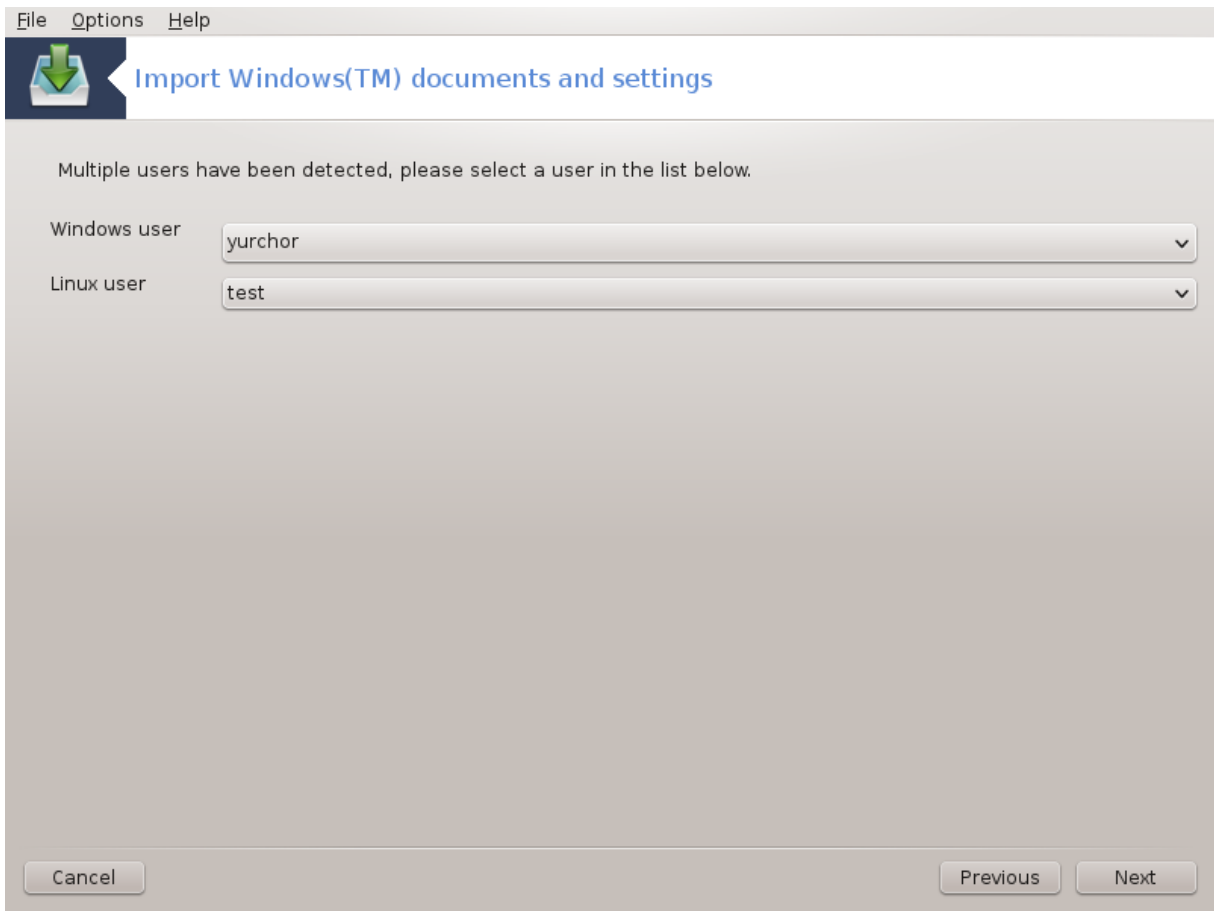 File Options Help
Import Windows(TM) documents and settings
Multiple users have been detected, please select a user in the list below.
Windows user yurchor
Linux user test
Cancel Previous Next